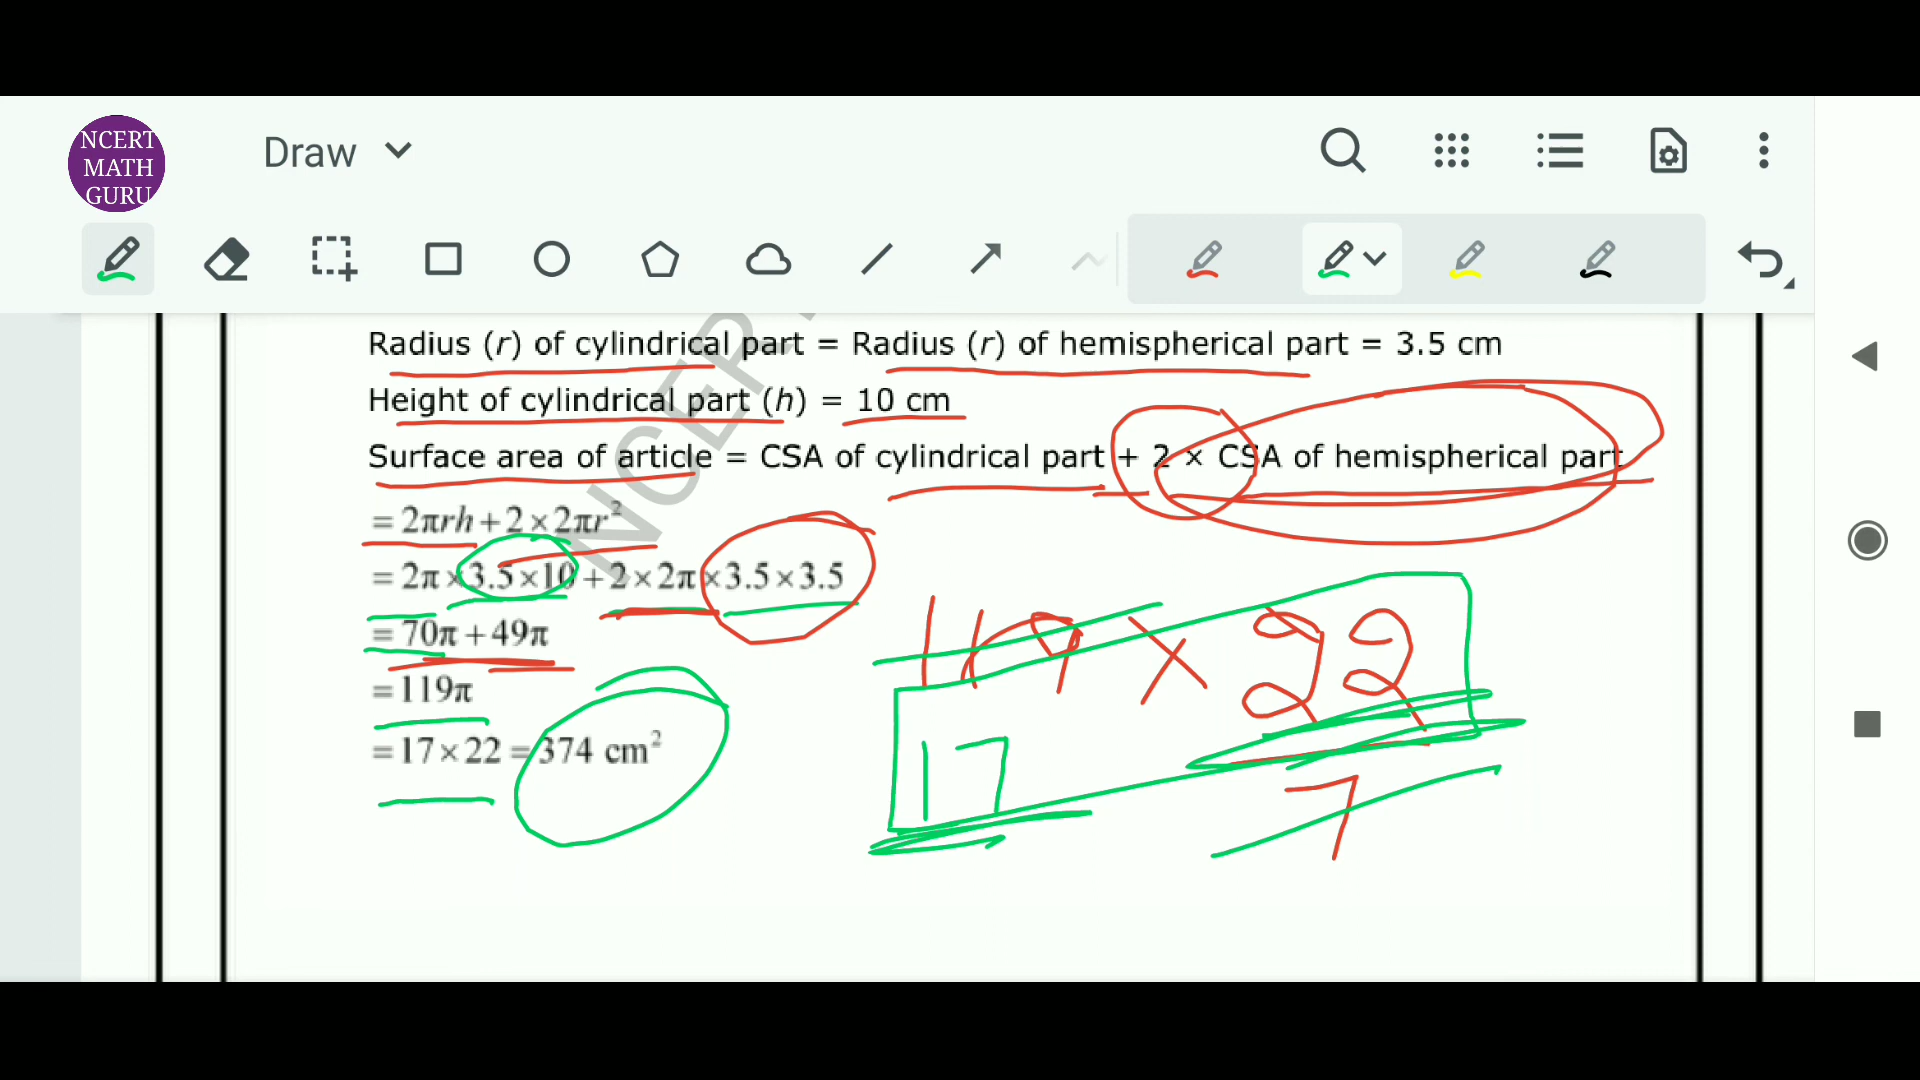 NCERT
MATH
GURU
Draw
Radius (r) of cylindrical part = Radius (r) of hemispherical part = 3.5 cm
Height of cylindrical part (h) = 10 cm
Surface area of article = CSA of cylindrical part + 2 × CSA of hemispherical part
= 2πrh + 2 × 2πr²
= 2π × 3.5 × 10 + 2 × 2π × 3.5 × 3.5
= 70π + 49π
= 119π
= 17 × 22 = 374 cm²
119 × 22
17
7
NCER